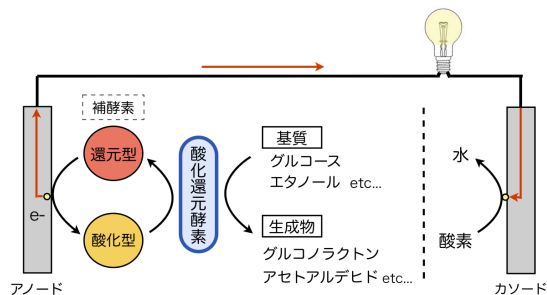 補酵素
還元型
酸化型
e-
アノード
酸化還元酵素
基質
グルコース
エタノール etc...
生成物
グルコノラクトン
アセトアルデヒド etc...
水
酸素
カソード